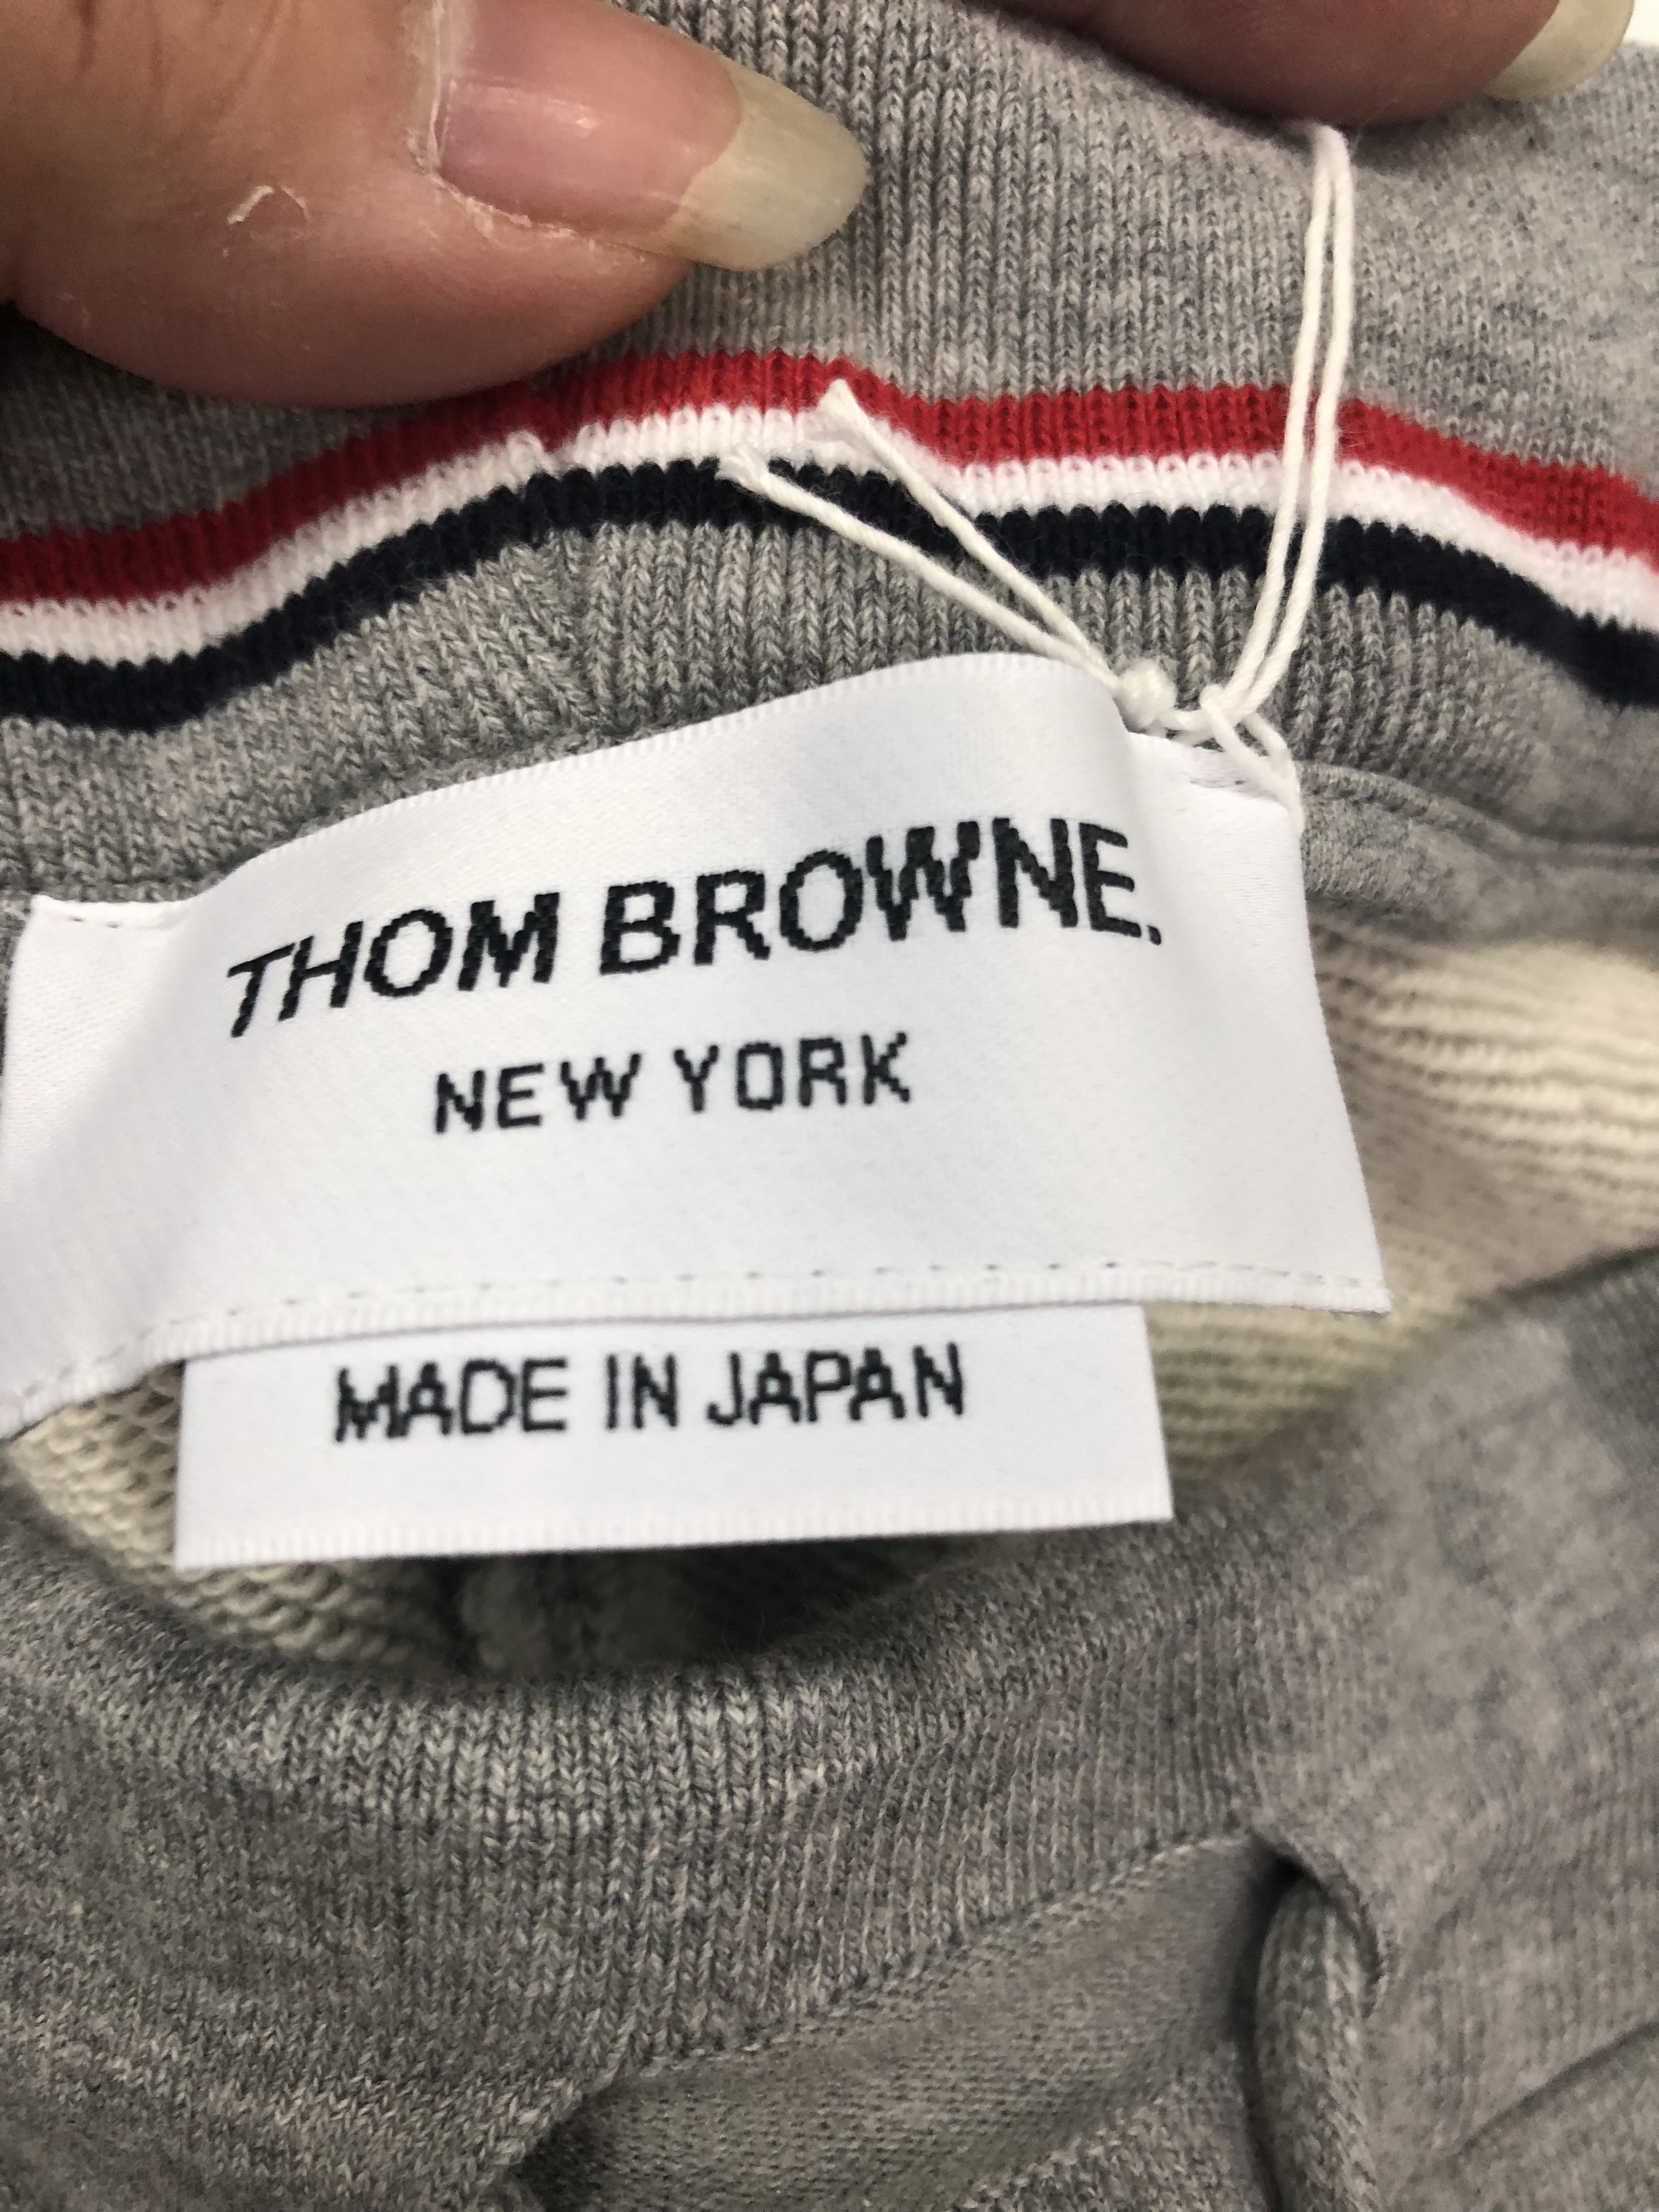 THOM BROWNE.
NEW YORK
MADE IN JAPAN